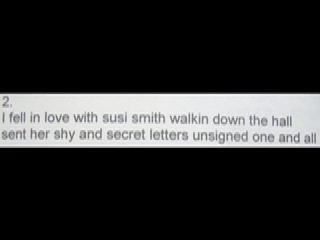 2.
I fell in love with susi smith walkin down the hall
sent her shy and secret letters unsigned one and all